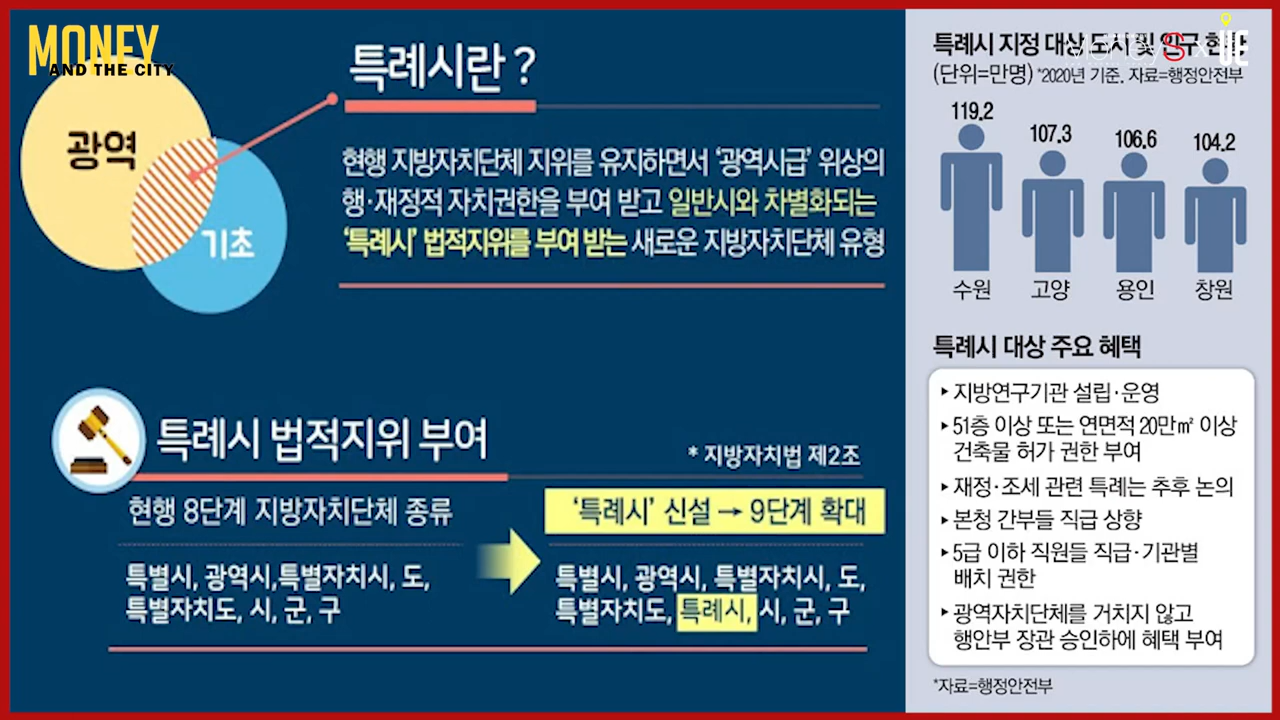 MONEY
AND THE CITY
특례시란?
광역
기초
현행 지방자치단체 지위를 유지하면서 '광역시급' 위상의
행·재정적 자치권한을 부여 받고 일반시와 차별화되는
'특례시' 법적지위를 부여 받는 새로운 지방자치단체 유형
특례시 법적지위 부여
* 지방자치법 제2조
현행 8단계 지방자치단체 종류
특별시, 광역시,특별자치시, 도,
특별자치도, 시, 군, 구
'특례시' 신설 → 9단계 확대
특별시, 광역시, 특별자치시, 도,
특별자치도, 특례시, 시, 군, 구
특례시 지정 대상 도시 및 인구 현황
(단위=만명) *2020년 기준. 자료=행정안전부
119.2
107.3
106.6
104.2
수원
고양
용인
창원
특례시 대상 주요 혜택
▸지방연구기관 설립·운영
▸51층 이상 또는 연면적 20만㎡ 이상
건축물 허가 권한 부여
▸재정·조세 관련 특례는 추후 논의
▸본청 간부들 직급 상향
▸5급 이하 직원들 직급·기관별
배치 권한
▸광역자치단체를 거치지 않고
행안부 장관 승인하에 혜택 부여
*자료=행정안전부